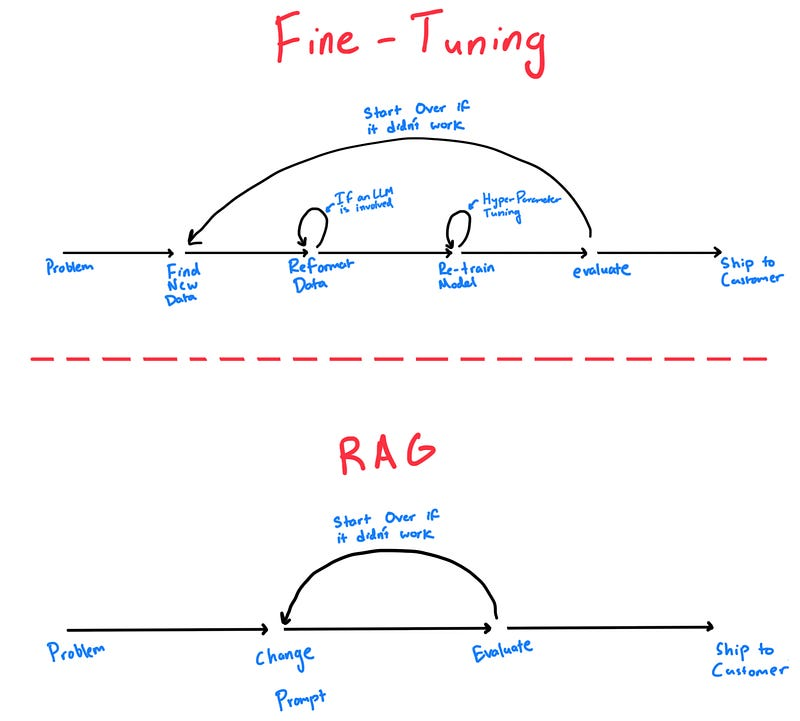 Fine-Tuning
Start Over if
it didn't work
If an LLM
is involved
HyperParameter
Tuning
Problem
Find
New
Data
Reformat
Data
Re-train
Model
evaluate
Ship to
Customer
RAG
Start Over if
it didn't work
Problem
Change
Prompt
Evaluate
Ship to
Customer